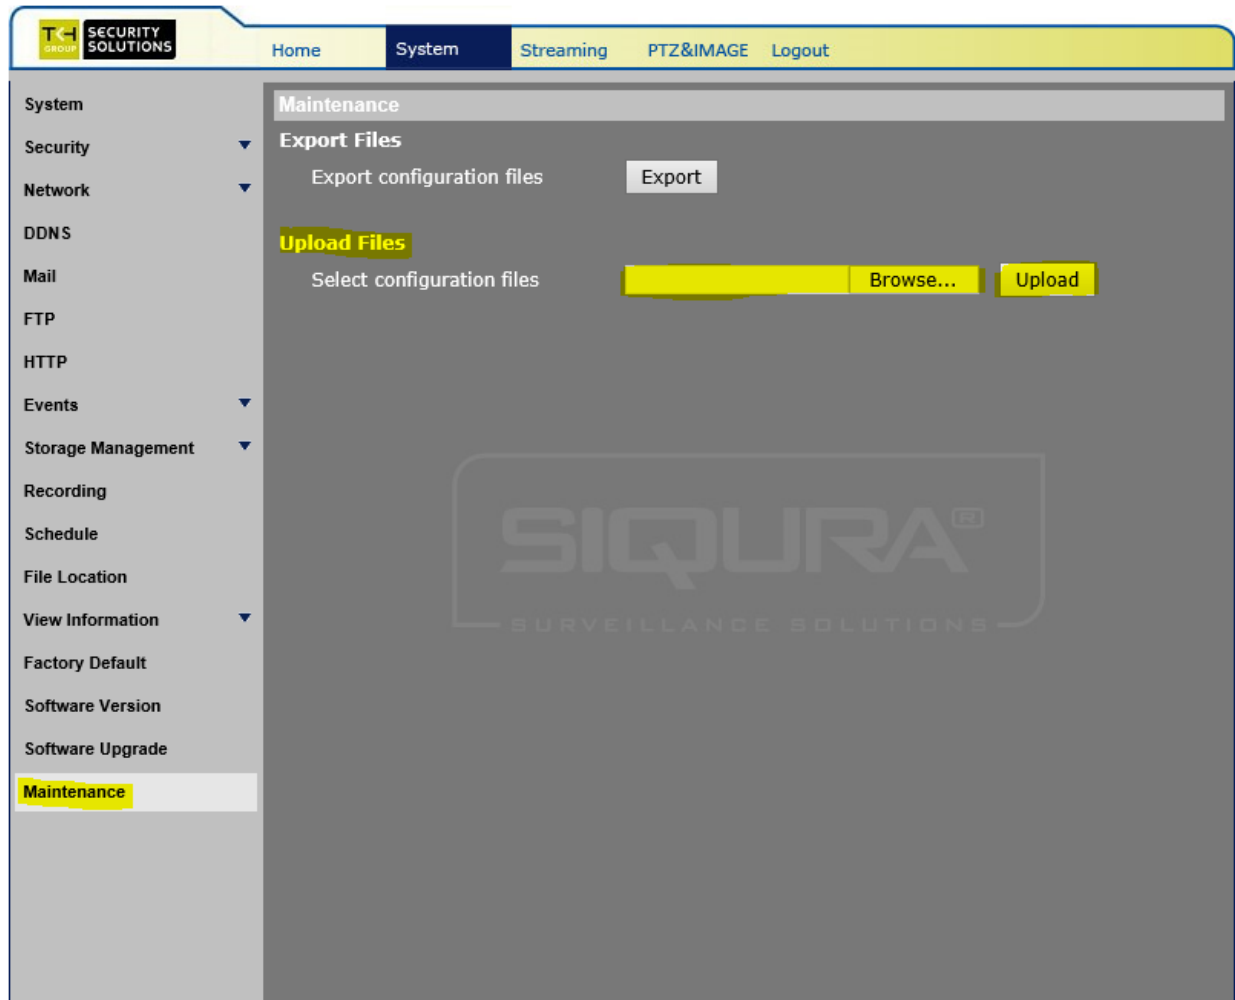 TKH GROUP SECURITY SOLUTIONS
Home System Streaming PTZ&IMAGE Logout
System
Security
Network
DDNS
Mail
FTP
HTTP
Events
Storage Management
Recording
Schedule
File Location
View Information
Factory Default
Software Version
Software Upgrade
Maintenance
Maintenance
Export Files
Export configuration files Export
Upload Files
Select configuration files Browse... Upload
SIQURA®
SURVEILLANCE SOLUTIONS